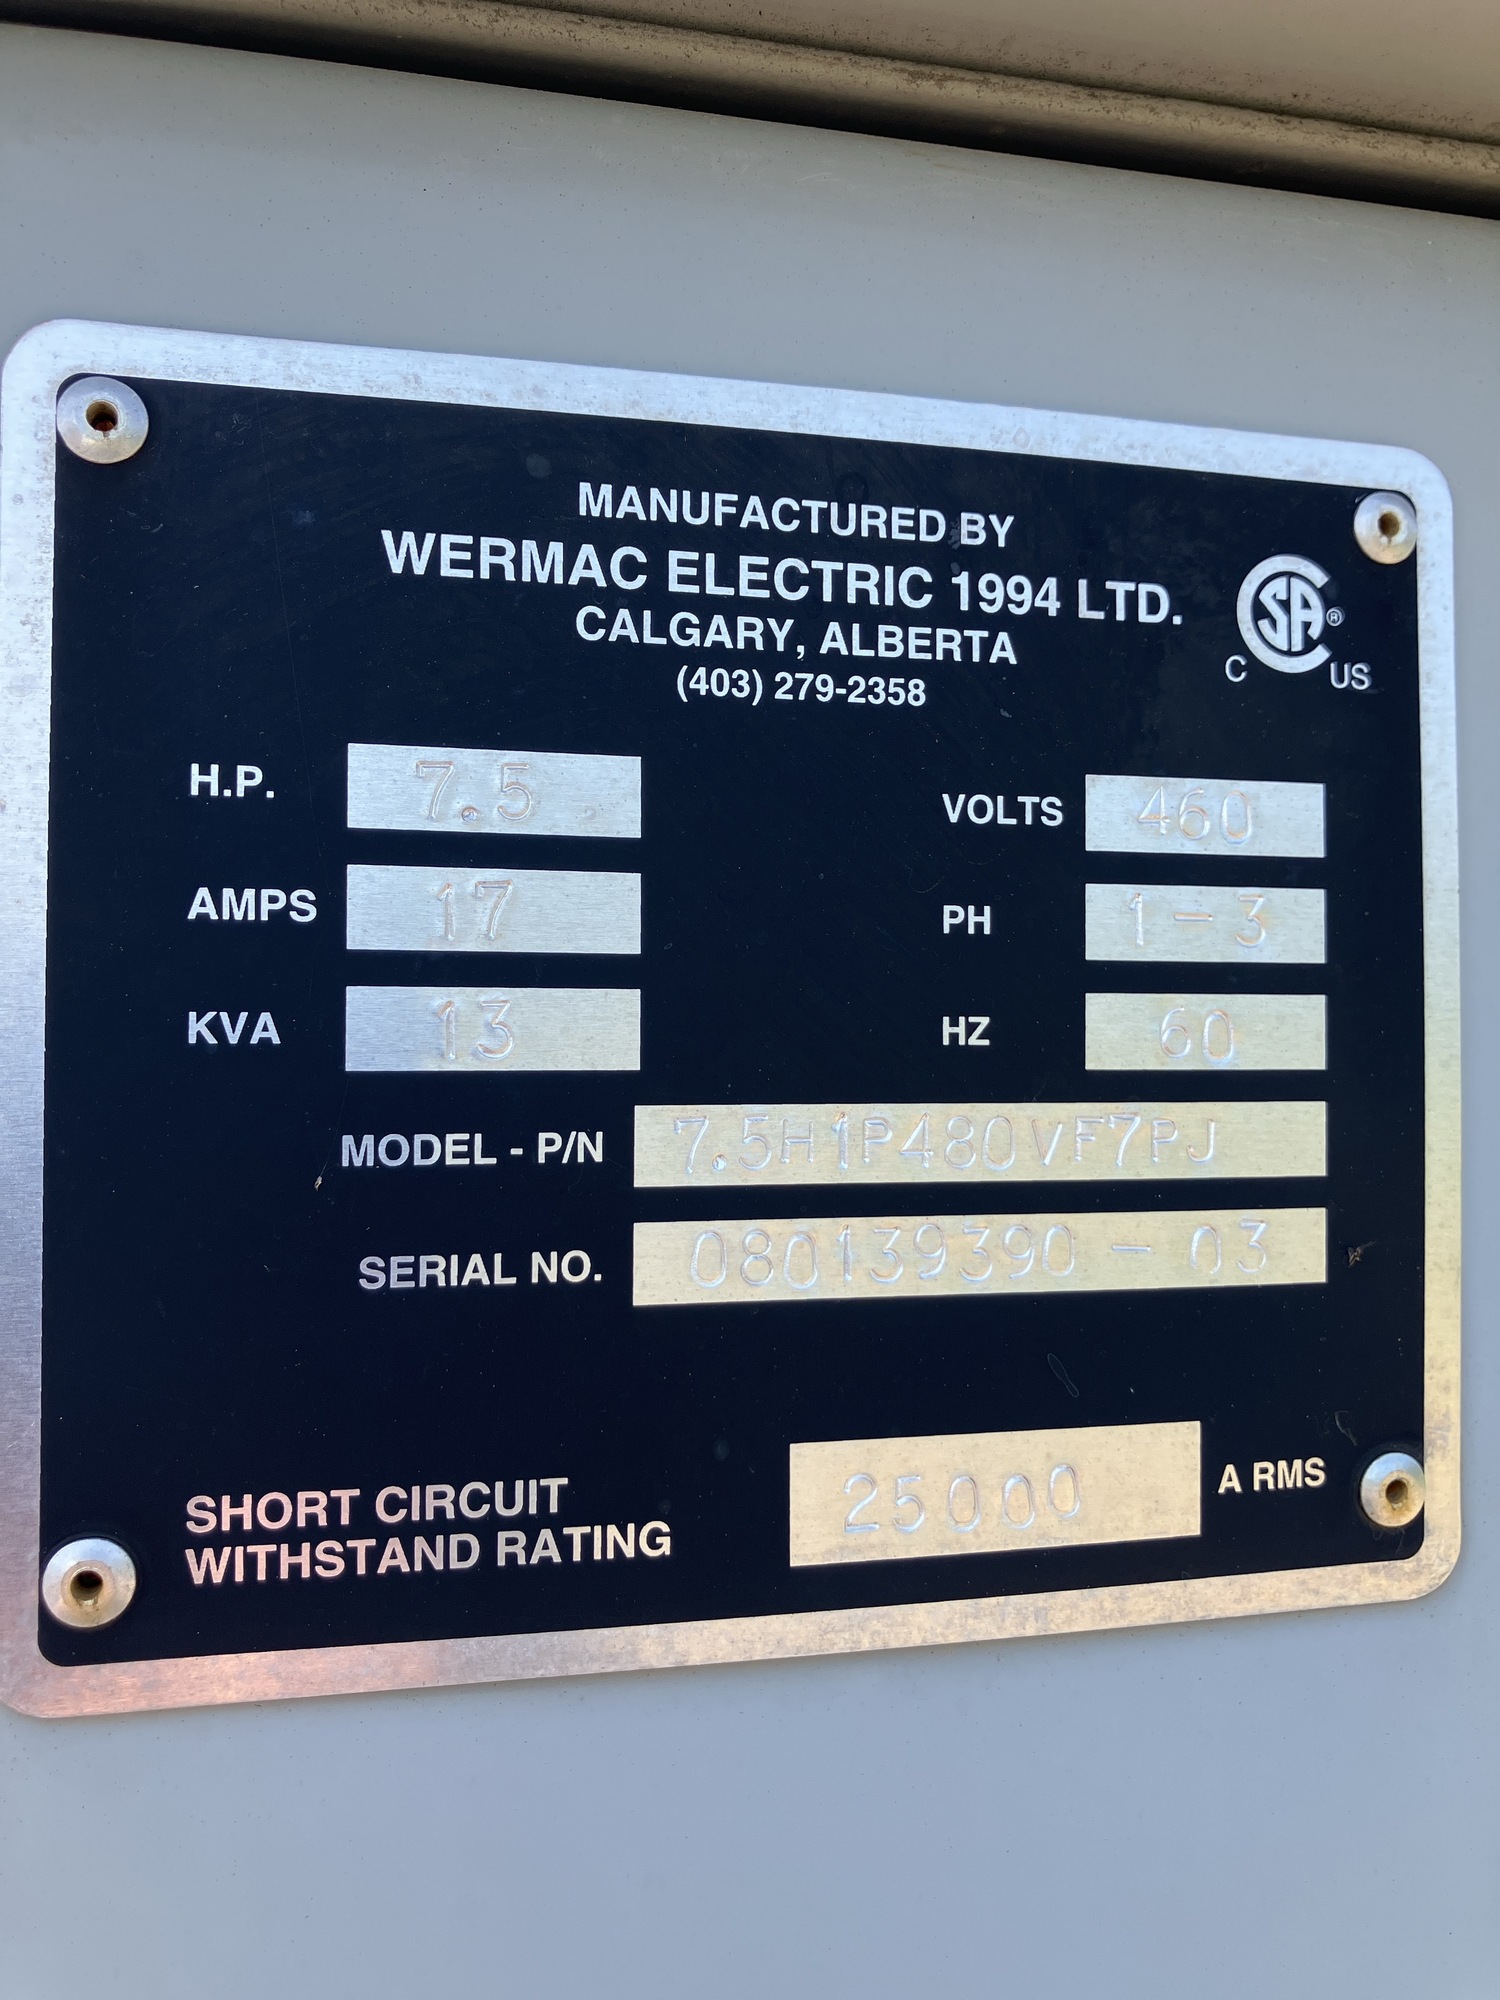 MANUFACTURED BY
WERMAC ELECTRIC 1994 LTD.
CALGARY, ALBERTA
(403) 279-2358
CSA ®
C US
H.P. 7.5
VOLTS 460
AMPS 17
PH 1-3
KVA 13
HZ 60
MODEL - P/N 7.5H1P480VF7PJ
SERIAL NO. 080139390 - 03
SHORT CIRCUIT
WITHSTAND RATING 25000 A RMS